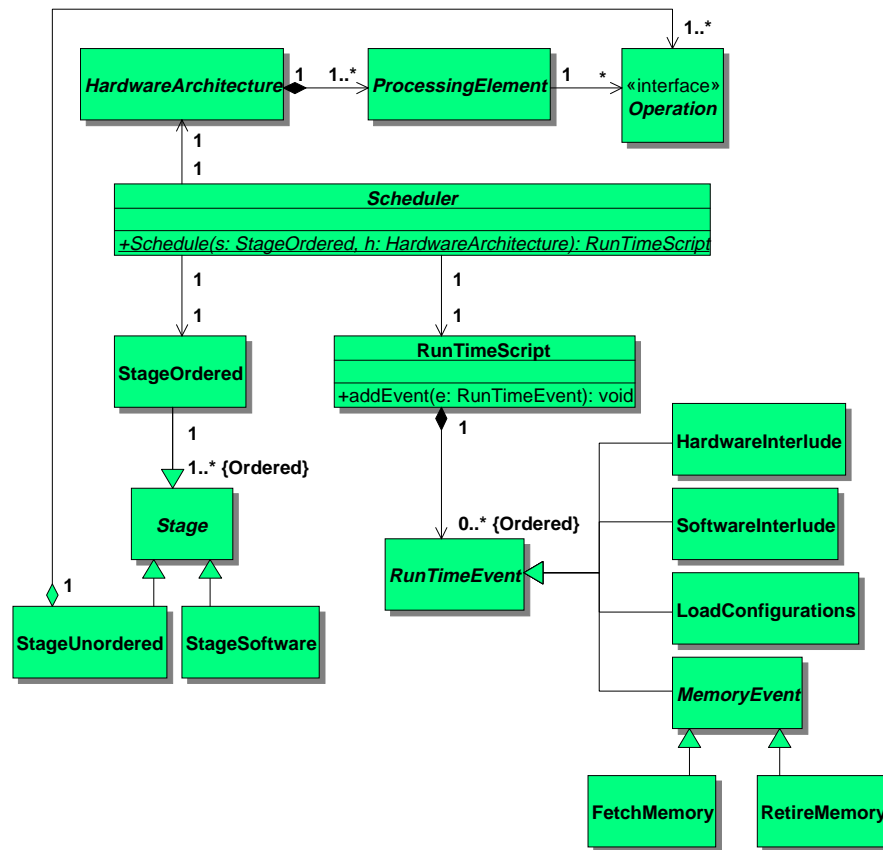 1..*
HardwareArchitecture
1
1..*
ProcessingElement
1
*
«interface»
Operation
1
1
Scheduler
+Schedule(s: StageOrdered, h: HardwareArchitecture): RunTimeScript
1
1
1
1
StageOrdered
RunTimeScript
+addEvent(e: RunTimeEvent): void
1
1
1..* {Ordered}
HardwareInterlude
Stage
0..* {Ordered}
SoftwareInterlude
RunTimeEvent
1
StageUnordered
StageSoftware
LoadConfigurations
MemoryEvent
FetchMemory
RetireMemory